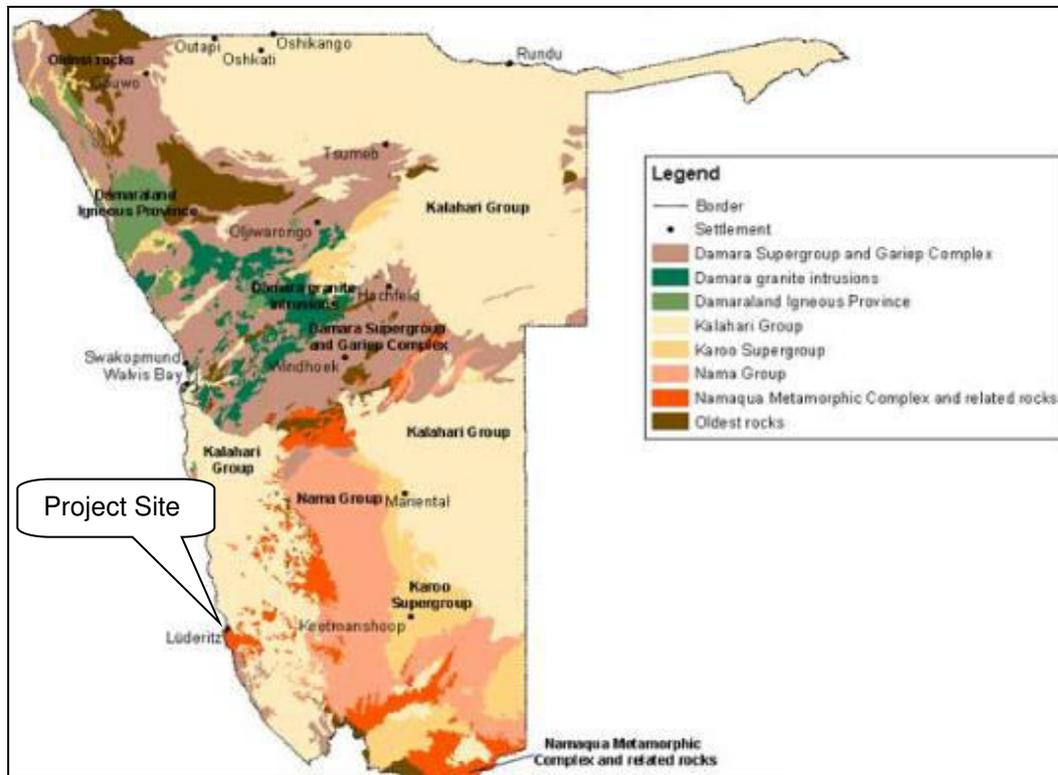 Outapi
Oshikango
Oshkati
Rundu
Oldest rocks
Opuwo
Tsumeb
Damaraland
Igneous Province
Kalahari Group
Otjiwarongo
Damara granite
intrusions
Hochfeld
Damara Supergroup
and Gariep Complex
Swakopmund
Windhoek
Walvis Bay
Kalahari
Group
Kalahari Group
Nama Group
Mariental
Project Site
Karoo
Supergroup
Keetmanshoop
Lüderitz
Namaqua Metamorphic
Complex and related rocks
Legend
Border
Settlement
Damara Supergroup and Gariep Complex
Damara granite intrusions
Damaraland Igneous Province
Kalahari Group
Karoo Supergroup
Nama Group
Namaqua Metamorphic Complex and related rocks
Oldest rocks